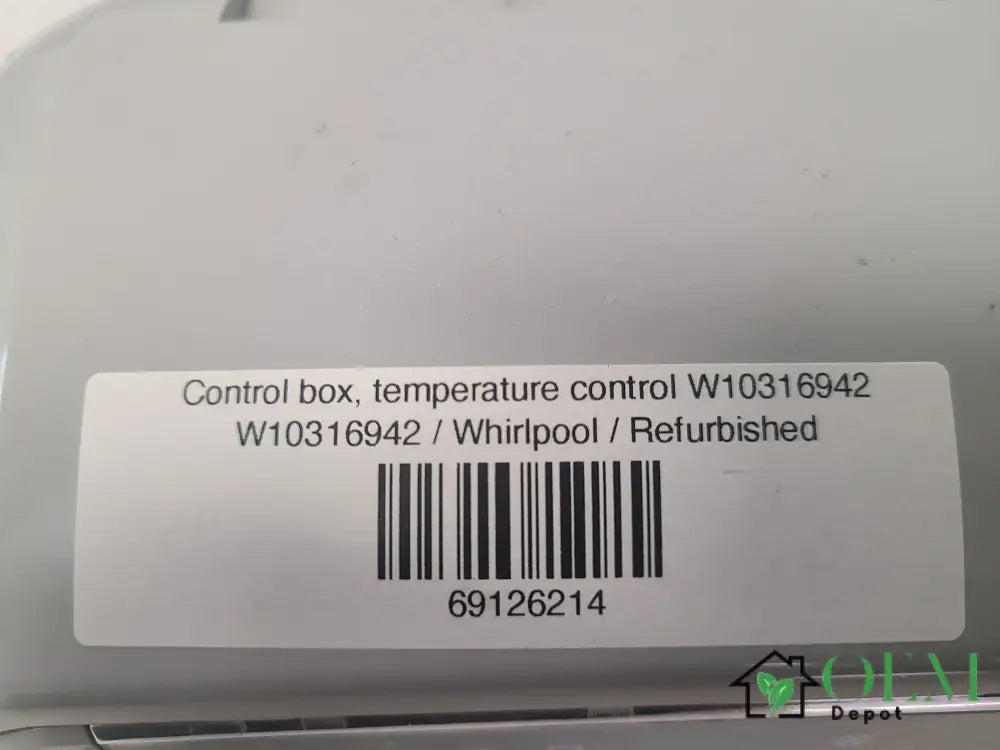 Control box, temperature control W10316942
W10316942 / Whirlpool / Refurbished
69126214
OEM
Depot